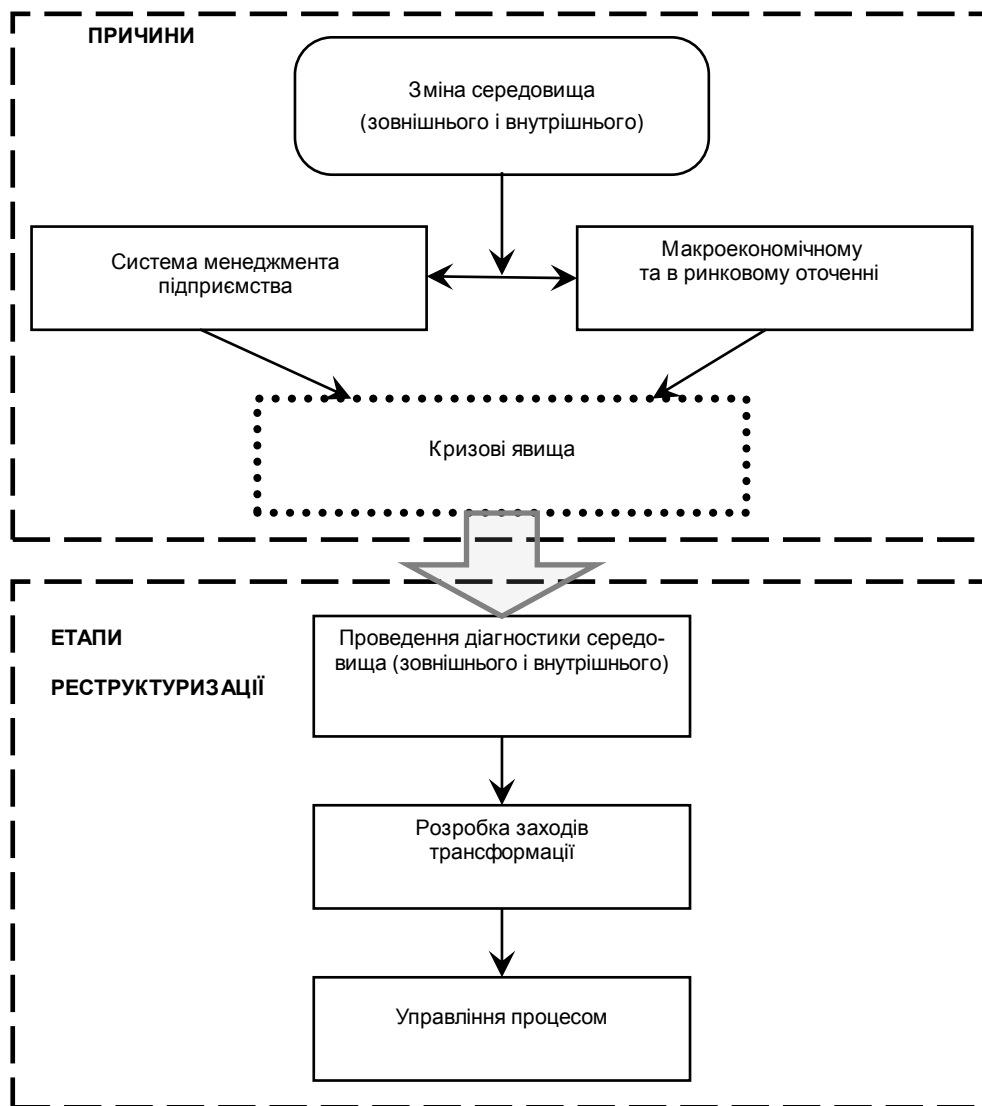 ПРИЧИНИ
Зміна середовища
(зовнішнього і внутрішнього)
Система менеджмента
підприємства
Макроекономічному
та в ринковому оточенні
Кризові явища
ЕТАПИ
РЕСТРУКТУРИЗАЦІЇ
Проведення діагностики середо-
вища (зовнішнього і внутрішнього)
Розробка заходів
трансформації
Управління процесом